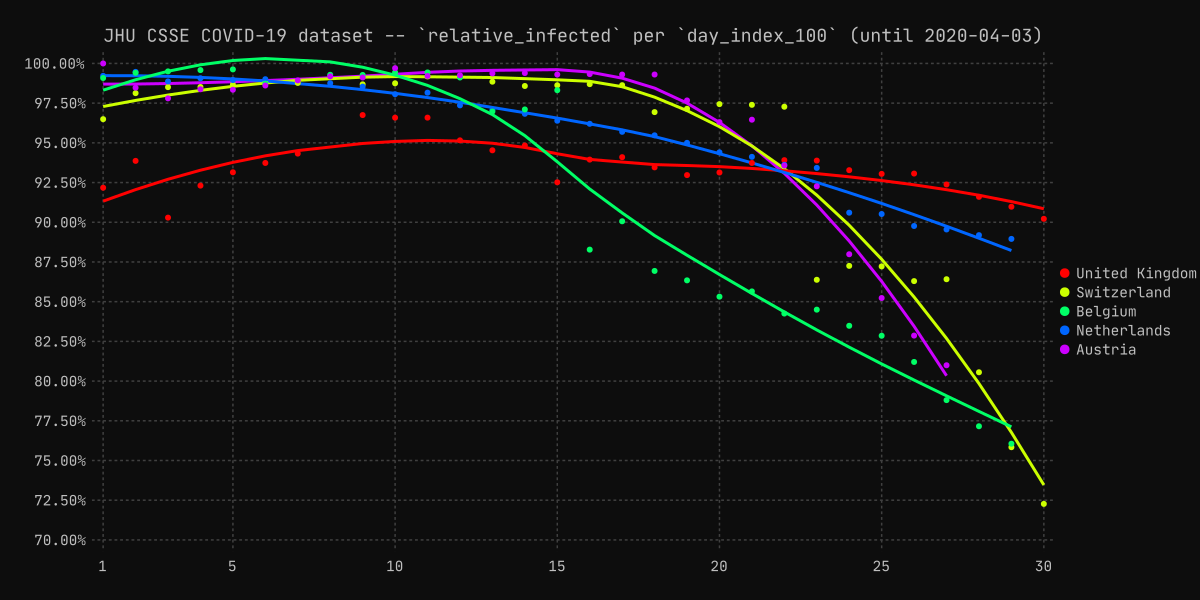 JHU CSSE COVID-19 dataset -- `relative_infected` per `day_index_100` (until 2020-04-03)
100.00%
97.50%
95.00%
92.50%
90.00%
87.50%
85.00%
82.50%
80.00%
77.50%
75.00%
72.50%
70.00%
1 5 10 15 20 25 30
United Kingdom
Switzerland
Belgium
Netherlands
Austria